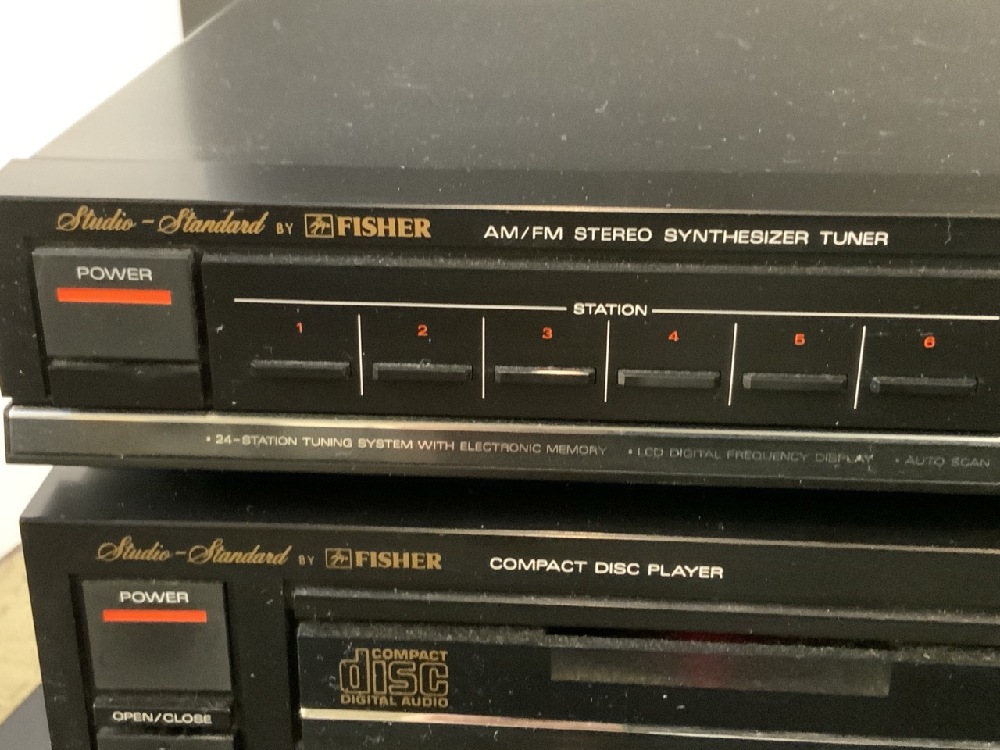 Studio-Standard BY FISHER AM/FM STEREO SYNTHESIZER TUNER
POWER
STATION
1 2 3 4 5 6
• 24-STATION TUNING SYSTEM WITH ELECTRONIC MEMORY • LCD DIGITAL FREQUENCY DISPLAY • AUTO SCAN
Studio-Standard BY FISHER COMPACT DISC PLAYER
POWER
COMPACT
disc
DIGITAL AUDIO
OPEN/CLOSE